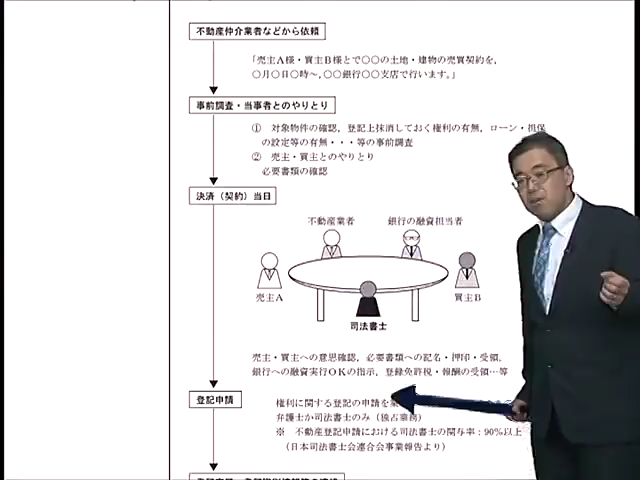 不動産仲介業者などから依頼
「売主A様・買主B様とで〇〇の土地・建物の売買契約を,
〇月〇日〇時〜, 〇〇銀行〇〇支店で行います。」
事前調査・当事者とのやりとり
① 対象物件の確認, 登記上抹消しておく権利の有無, ローン・担保
の設定等の有無・・・等の事前調査
② 売主・買主とのやりとり
必要書類の確認
決済（契約）当日
不動産業者 銀行の融資担当者
売主A 買主B
司法書士
売主・買主への意思確認, 必要書類への記名・押印・受領,
銀行への融資実行OKの指示, 登録免許税・報酬の受領…等
登記申請
権利に関する登記の申請を
弁護士か司法書士のみ（独占業務）
※ 不動産登記申請における司法書士の関与率：90%以上
（日本司法書士会連合会事業報告より）